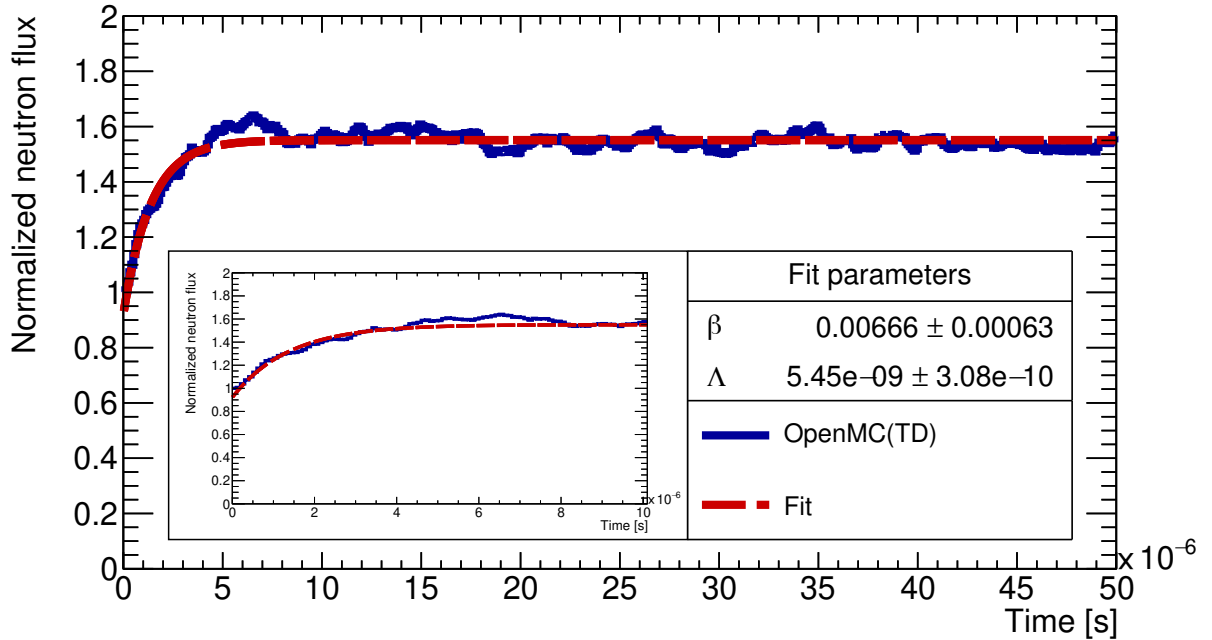 Normalized neutron flux
2
1.8
1.6
1.4
1.2
1
0.8
0.6
0.4
0.2
0
0 5 10 15 20 25 30 35 40 45 50
×10⁻⁶
Time [s]
Normalized neutron flux
2
1.8
1.6
1.4
1.2
1
0.8
0.6
0.4
0.2
0
0 2 4 6 8 10
×10⁻⁶
Time [s]
Fit parameters
β 0.00666 ± 0.00063
Λ 5.45e−09 ± 3.08e−10
OpenMC(TD)
Fit